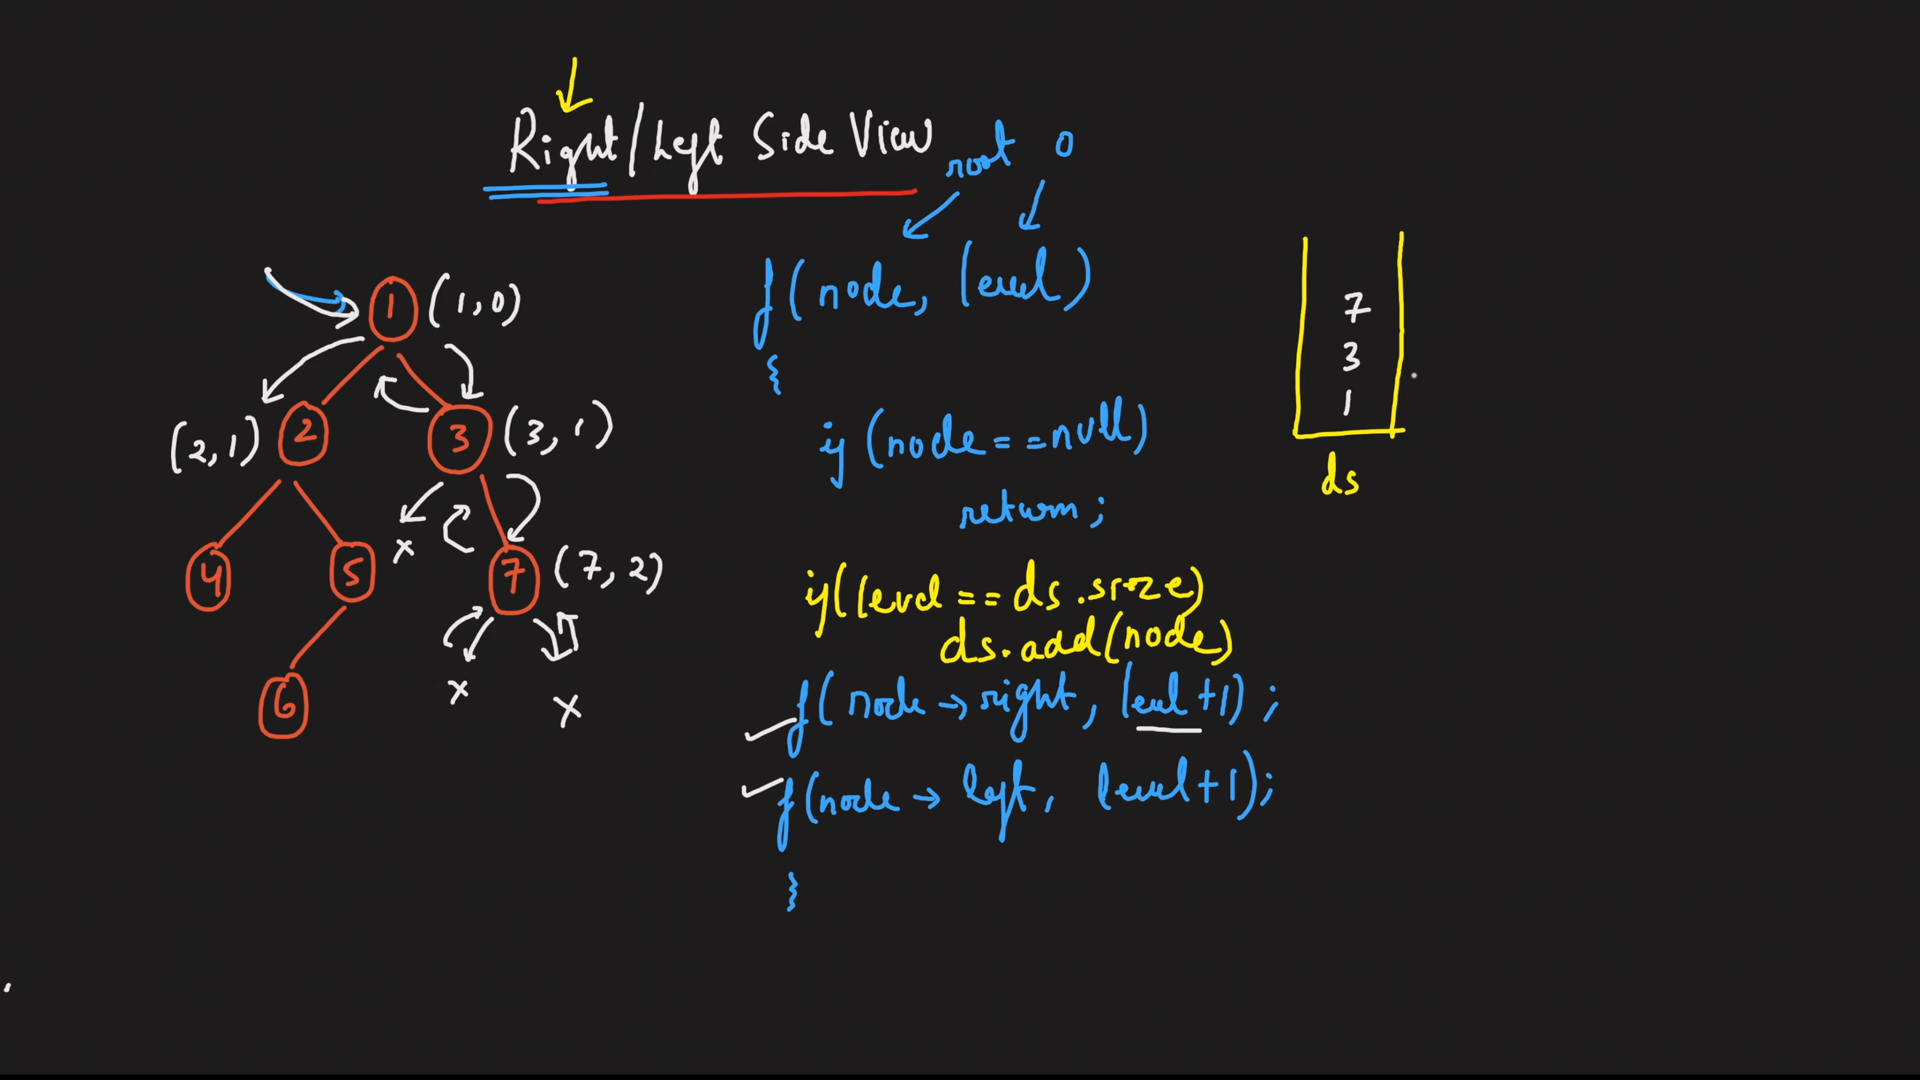 Right/Left Side View
root 0
f(node, level)
{
if (node==null)
return;
if(level == ds.size)
ds.add(node)
f(node → right, level+1);
f(node → left, level+1);
}
1 (1,0)
(2,1) 2 3 (3,1)
4 5 x 7 (7,2)
x x
6
7
3
1
ds